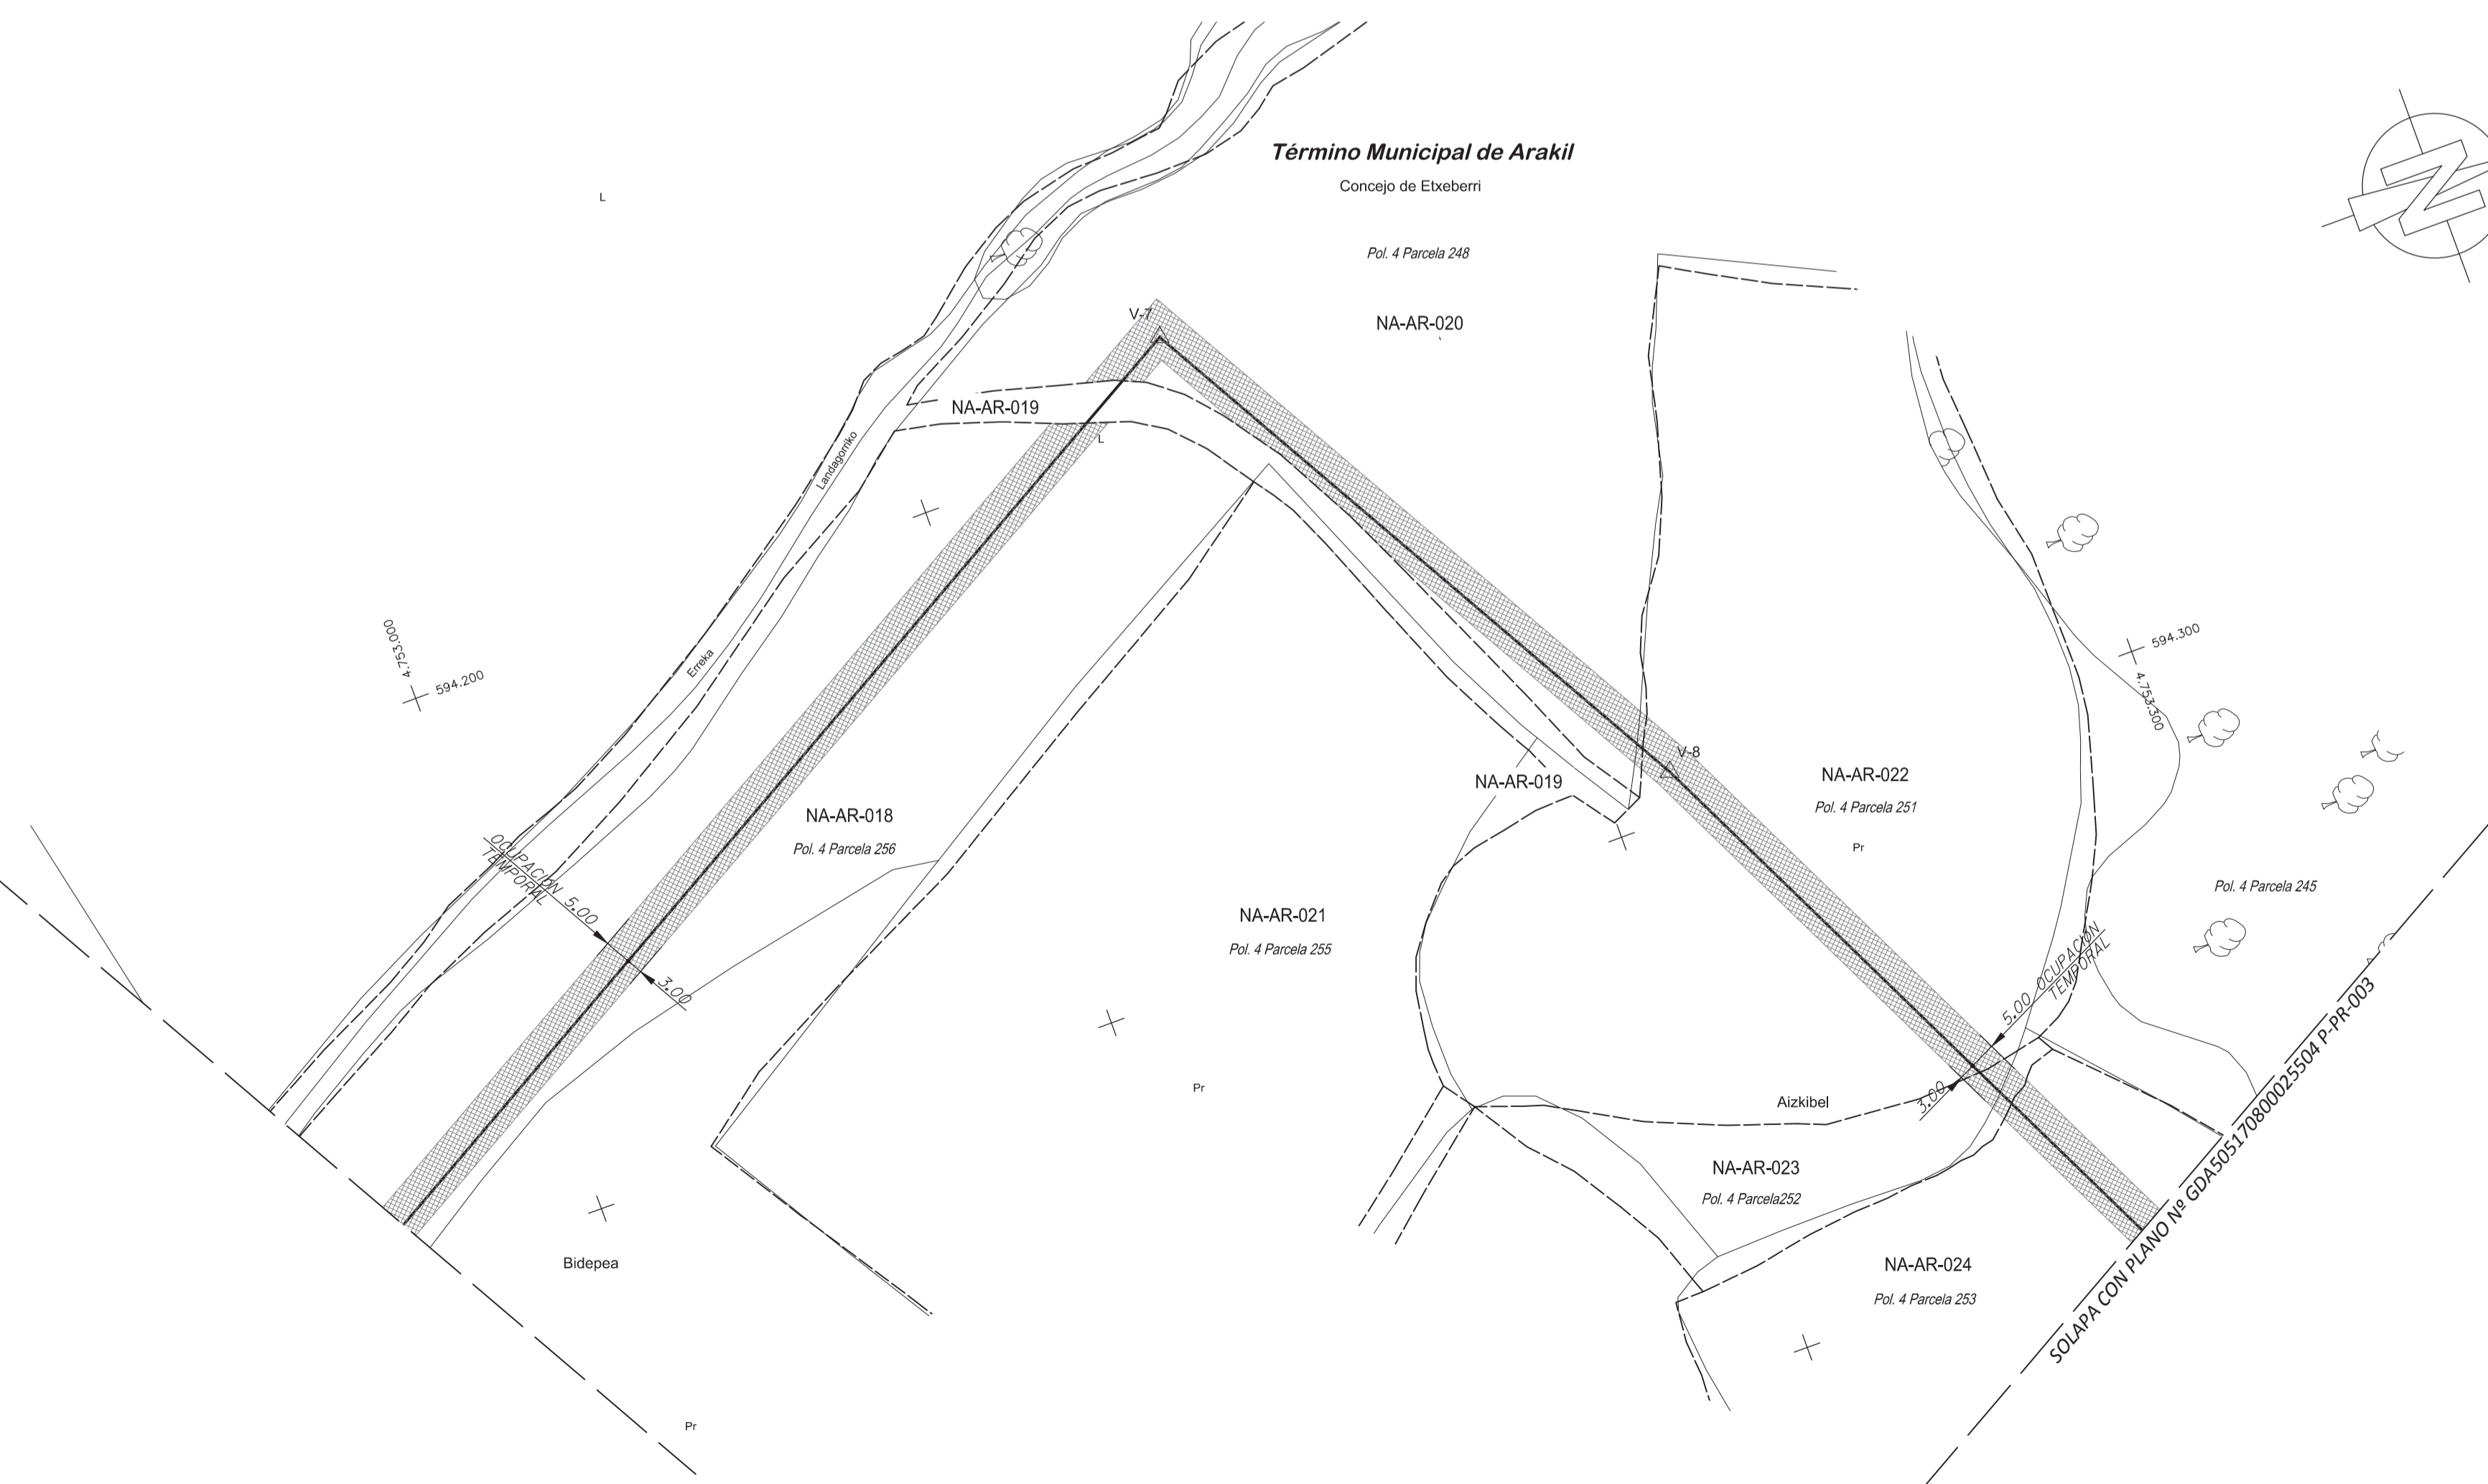 Término Municipal de Arakil
Concejo de Etxeberri
L
Pol. 4 Parcela 248
NA-AR-020
V-7
NA-AR-019
L
Landagorriko
Erreka
4.753.000
594.200
594.300
4.753.300
V-8
NA-AR-019
NA-AR-022
Pol. 4 Parcela 251
Pr
NA-AR-018
Pol. 4 Parcela 256
OCUPACIÓN
TEMPORAL
5.00
3.00
Pol. 4 Parcela 245
NA-AR-021
Pol. 4 Parcela 255
5.00 OCUPACIÓN
TEMPORAL
3.00
Pr
Aizkibel
NA-AR-023
Pol. 4 Parcela252
Bidepea
NA-AR-024
Pol. 4 Parcela 253
SOLAPA CON PLANO Nº GDA505170800025504 P-PR-003
Pr
N